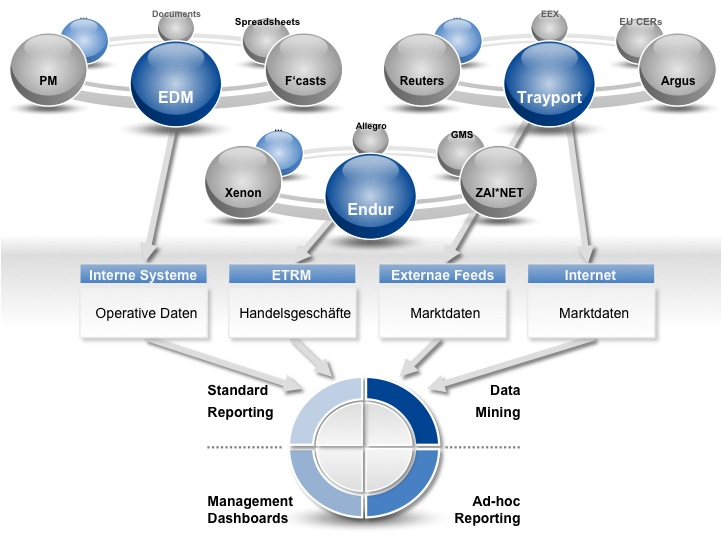 ...
Documents
Spreadsheets
PM
EDM
F'casts
...
EEX
EU CERs
Reuters
Trayport
Argus
...
Allegro
GMS
Xenon
Endur
ZAI*NET
Interne Systeme
ETRM
Externae Feeds
Internet
Operative Daten
Handelsgeschäfte
Marktdaten
Marktdaten
Standard
Reporting
Data
Mining
Management
Dashboards
Ad-hoc
Reporting